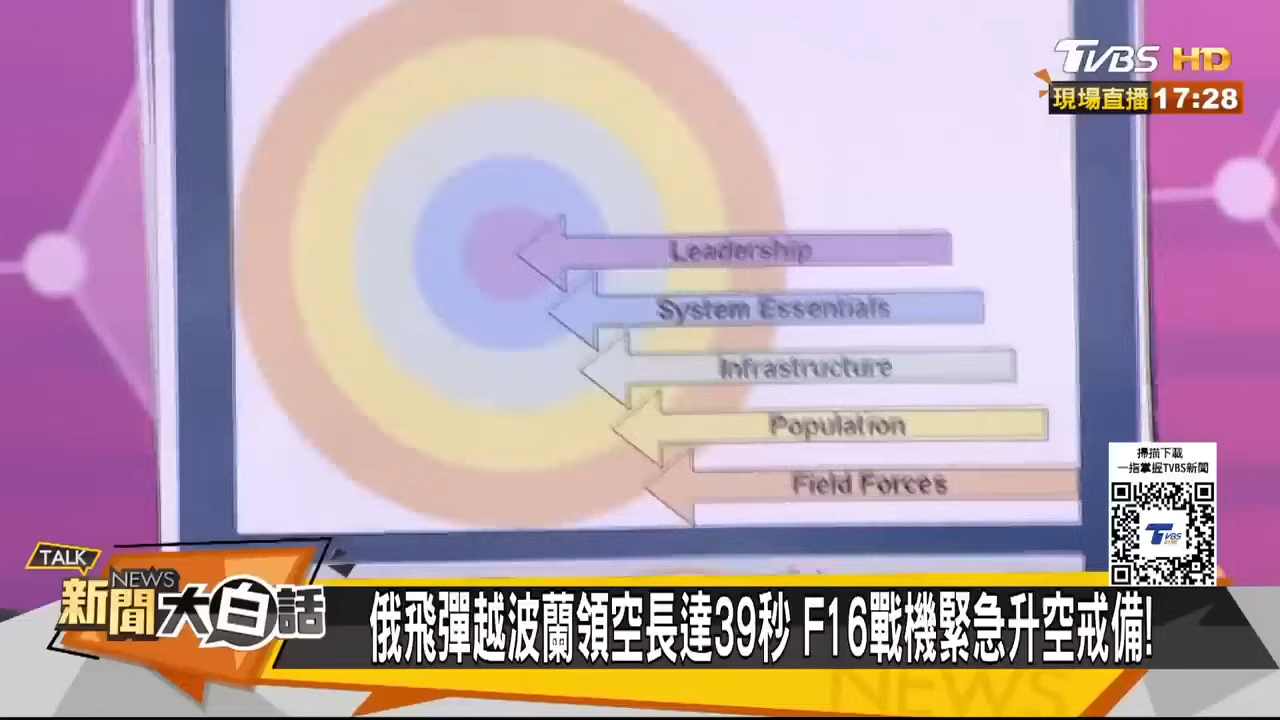 TVBS HD
現場直播 17:28
Leadership
System Essentials
Infrastructure
Population
Field Forces
掃描下載
一指掌握TVBS新聞
TVBS
TALK
NEWS
新聞大白話
俄飛彈越波蘭領空長達39秒 F16戰機緊急升空戒備!
NEWS